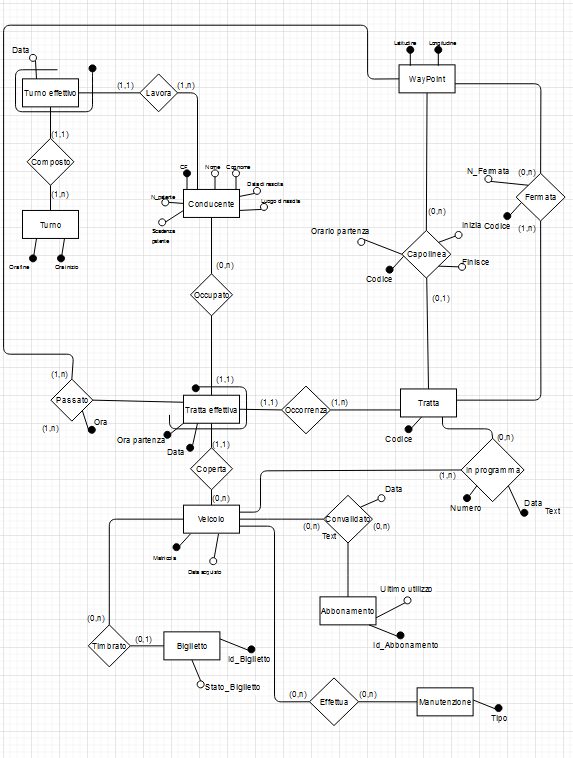 Latitudine
Longitudine
Data
WayPoint
Turno effettivo
(1,1)
Lavora
(1,n)
(1,1)
Composto
CF
Nome
Cognome
Data di nascita
N_Fermata
(0,n)
(1,n)
N_patente
Conducente
Luogo di nascita
Fermata
Turno
Scadenza
patente
Orario partenza
(0,n)
Inizia
Codice
(1,n)
Capolinea
Finisce
Ora fine
Ora inizio
(0,n)
Codice
Occupato
(0,1)
(1,n)
(1,1)
Passato
Tratta effettiva
(1,1)
Occorrenza
(1,n)
Tratta
(1,n)
Ora
Ora partenza
Data
(1,1)
Codice
(0,n)
Coperta
(1,n)
In programma
(0,n)
Data
Numero
Data
Text
Veicolo
(0,n)
Convalidato
(0,n)
Text
Matricola
Data acquisto
Ultimo utilizzo
(0,n)
Abbonamento
Timbrato
(0,1)
Biglietto
Id_Biglietto
Id_Abbonamento
Stato_Biglietto
(0,n)
Effettua
(0,n)
Manutenzione
Tipo